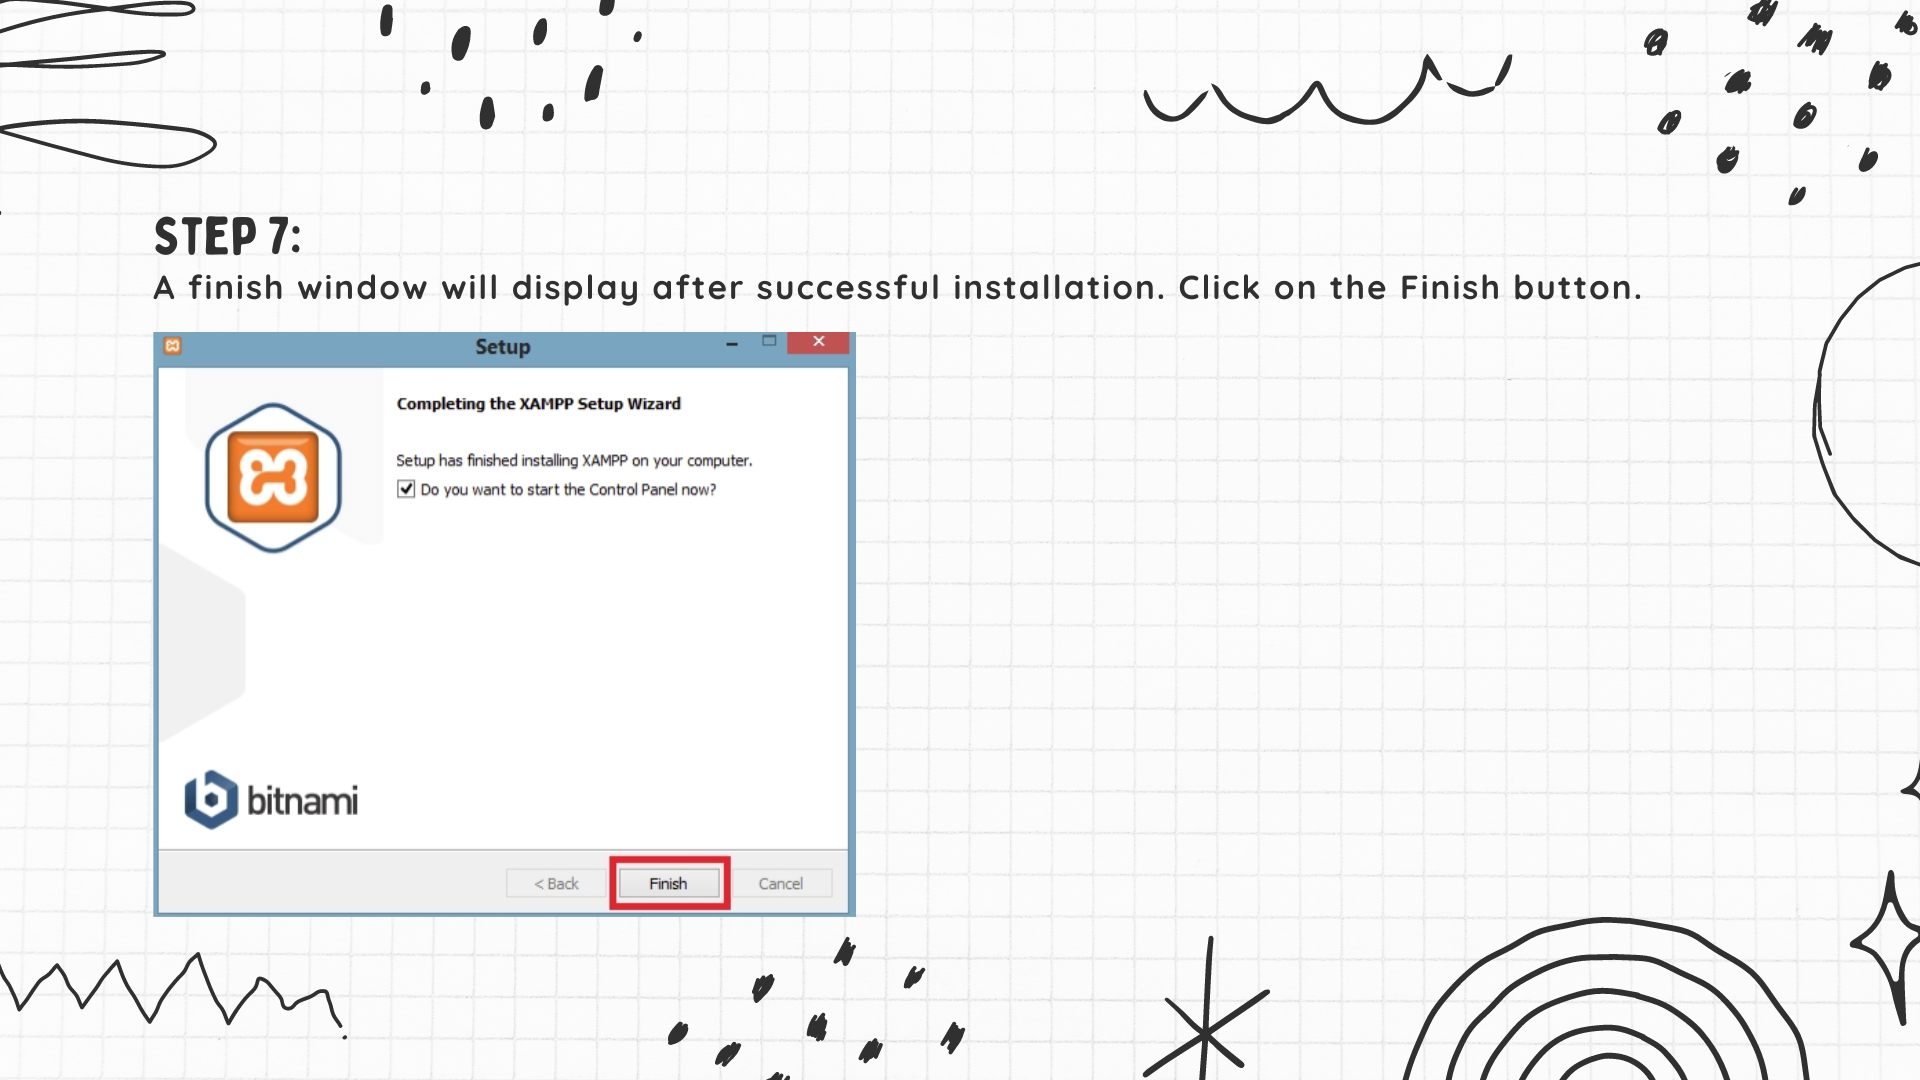 STEP 7:
A finish window will display after successful installation. Click on the Finish button.
Setup
Completing the XAMPP Setup Wizard
Setup has finished installing XAMPP on your computer.
Do you want to start the Control Panel now?
bitnami
< Back Finish Cancel